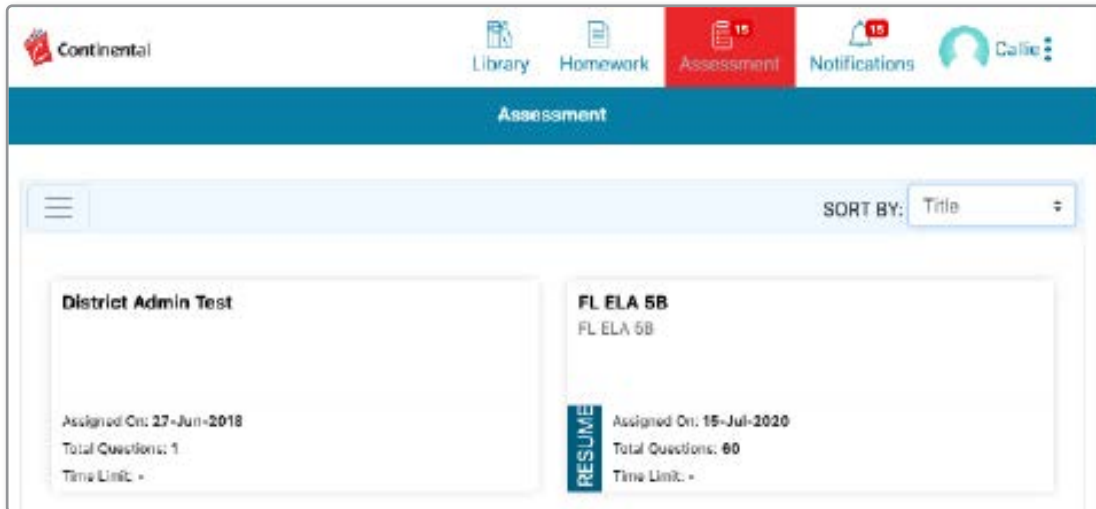 Continental
Library
Homework
15
Assessment
15
Notifications
Callie
Assessment
SORT BY: Title
District Admin Test
Assigned On: 27-Jun-2018
Total Questions: 1
Time Limit: -
FL ELA 5B
FL ELA 5B
RESUME
Assigned On: 15-Jul-2020
Total Questions: 60
Time Limit: -